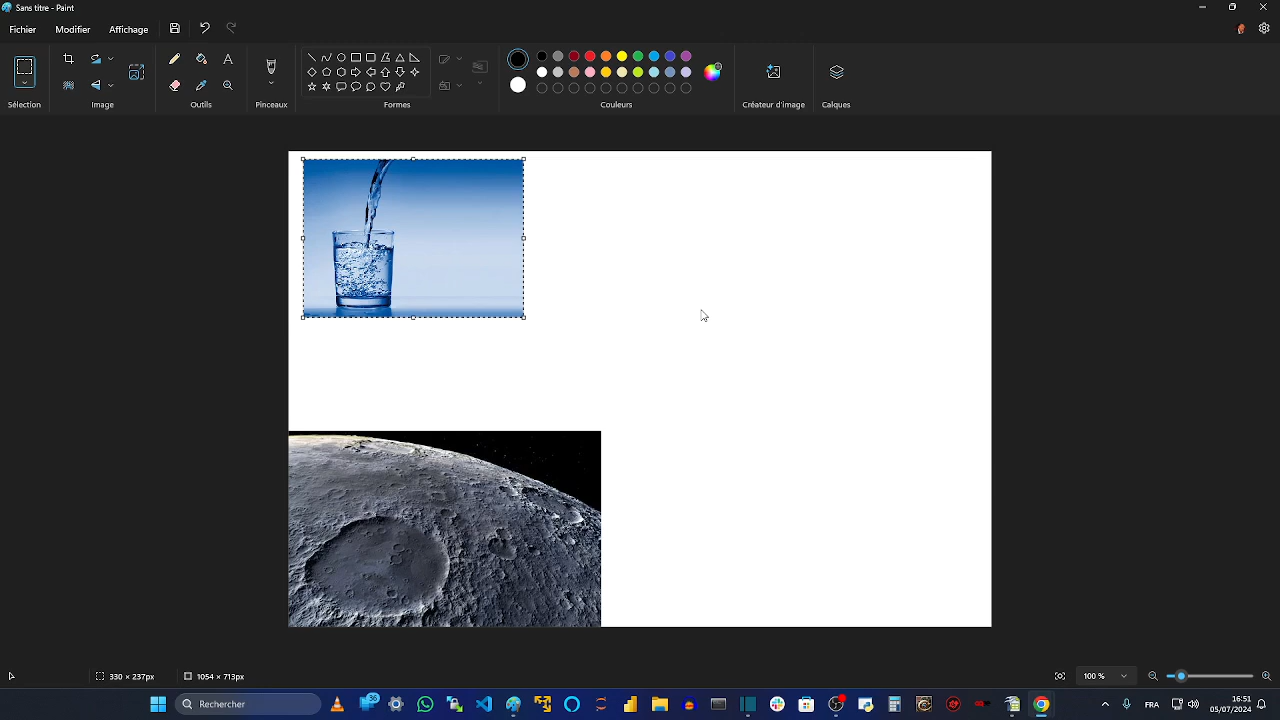 Sans titre - Paint
Fichier Modifier Affichage
Sélection Image Outils Pinceaux Formes Couleurs Créateur d'image Calques
330 × 237px 1054 × 713px 100 %
Rechercher 36 FRA 16:51
05/07/2024